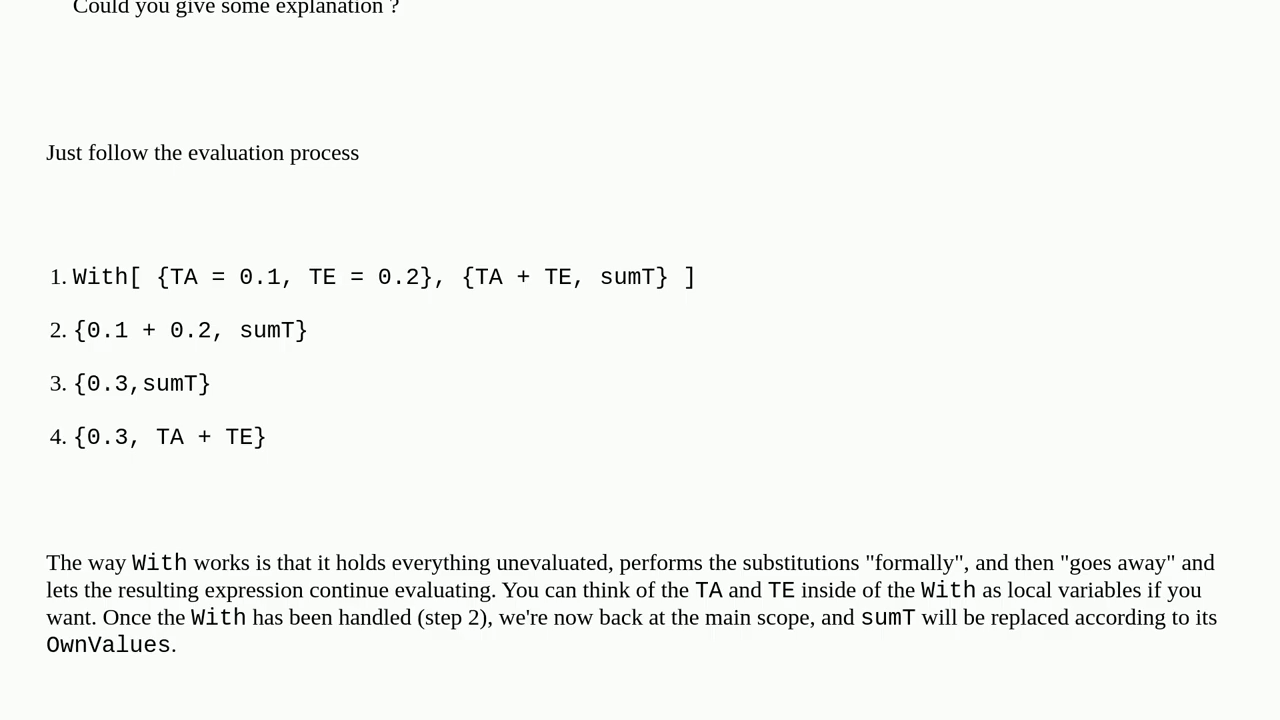 Could you give some explanation ?
Just follow the evaluation process
1. With[ {TA = 0.1, TE = 0.2}, {TA + TE, sumT} ]
2. {0.1 + 0.2, sumT}
3. {0.3,sumT}
4. {0.3, TA + TE}
The way With works is that it holds everything unevaluated, performs the substitutions "formally", and then "goes away" and
lets the resulting expression continue evaluating. You can think of the TA and TE inside of the With as local variables if you
want. Once the With has been handled (step 2), we're now back at the main scope, and sumT will be replaced according to its
OwnValues.